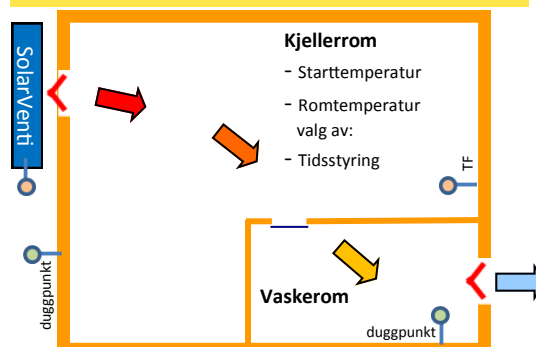 SolarVenti
Kjellerrom
- Starttemperatur
- Romtemperatur
valg av:
- Tidsstyring
TF
duggpunkt
Vaskerom
duggpunkt